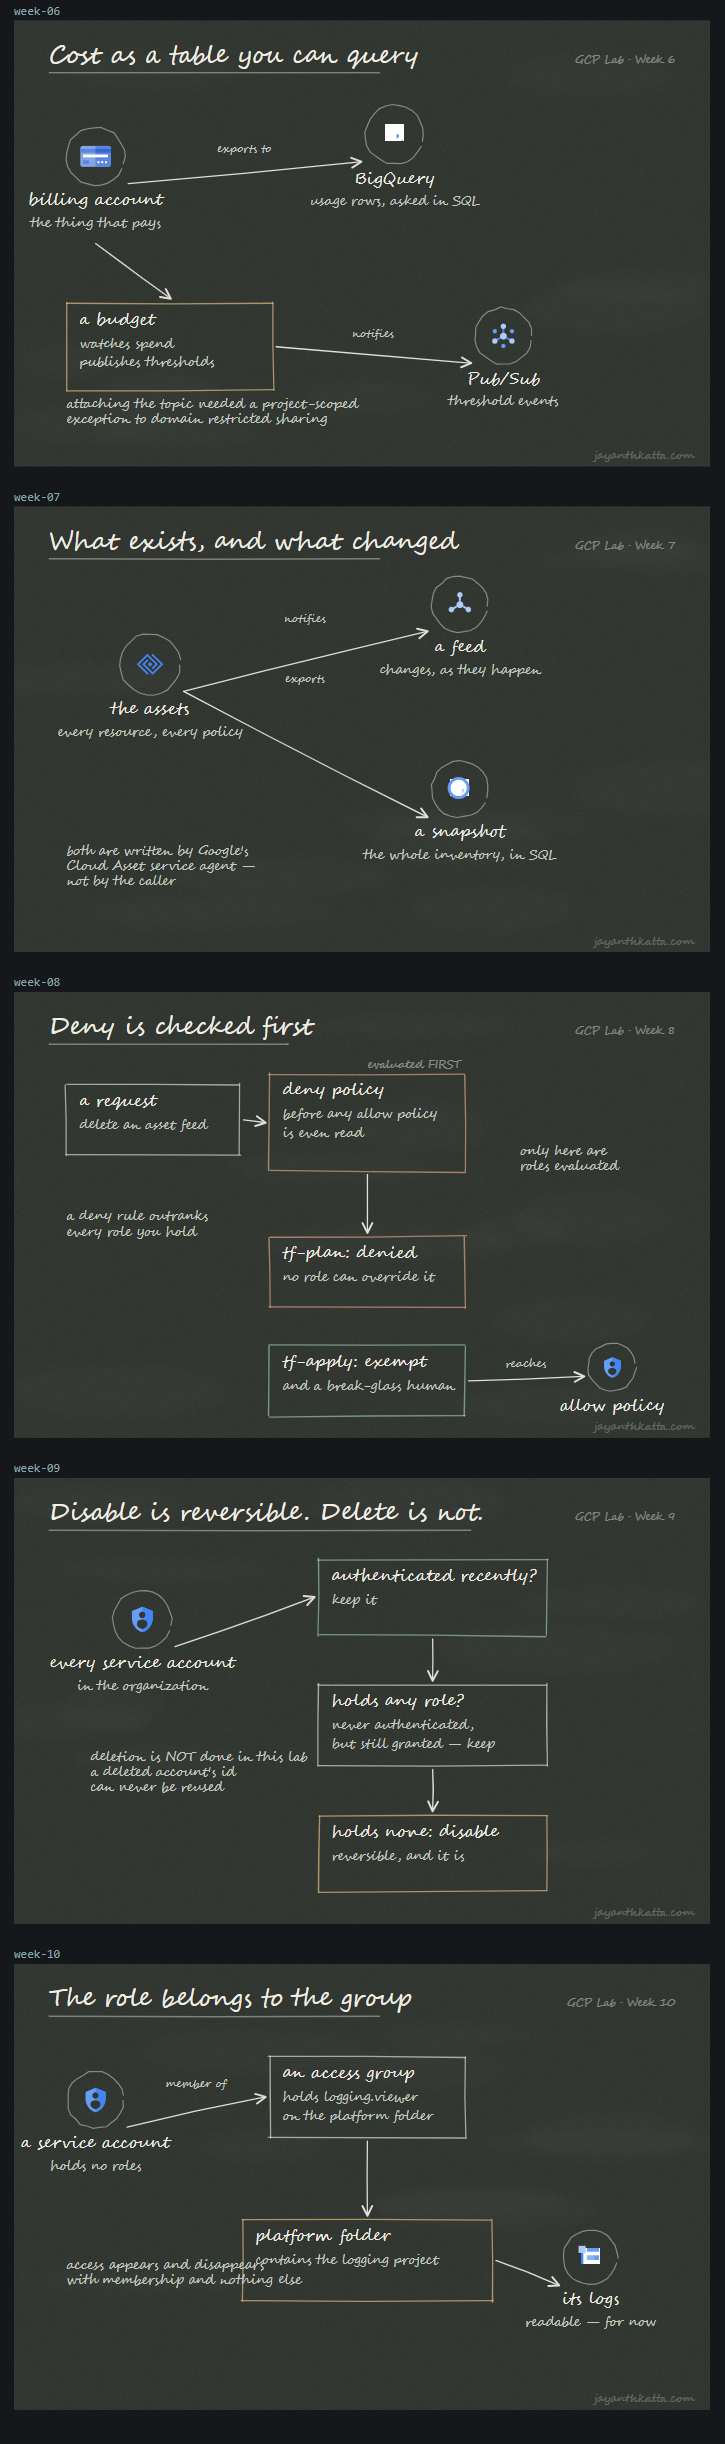 week-06
Cost as a table you can query
GCP Lab · Week 6
exports to
billing account
the thing that pays
BigQuery
usage rows, asked in SQL
a budget
watches spend
publishes thresholds
notifies
Pub/Sub
threshold events
attaching the topic needed a project-scoped
exception to domain restricted sharing
jayanthkatta.com
week-07
What exists, and what changed
GCP Lab · Week 7
notifies
a feed
changes, as they happen
exports
the assets
every resource, every policy
a snapshot
the whole inventory, in SQL
both are written by Google's
Cloud Asset service agent —
not by the caller
jayanthkatta.com
week-08
Deny is checked first
GCP Lab · Week 8
evaluated FIRST
a request
delete an asset feed
deny policy
before any allow policy
is even read
only here are
roles evaluated
a deny rule outranks
every role you hold
tf-plan: denied
no role can override it
tf-apply: exempt
and a break-glass human
reaches
allow policy
jayanthkatta.com
week-09
Disable is reversible. Delete is not.
GCP Lab · Week 9
authenticated recently?
keep it
every service account
in the organization
holds any role?
never authenticated,
but still granted — keep
deletion is NOT done in this lab
a deleted account's id
can never be reused
holds none: disable
reversible, and it is
jayanthkatta.com
week-10
The role belongs to the group
GCP Lab · Week 10
member of
an access group
holds logging.viewer
on the platform folder
a service account
holds no roles
platform folder
contains the logging project
access appears and disappears
with membership and nothing else
its logs
readable — for now
jayanthkatta.com